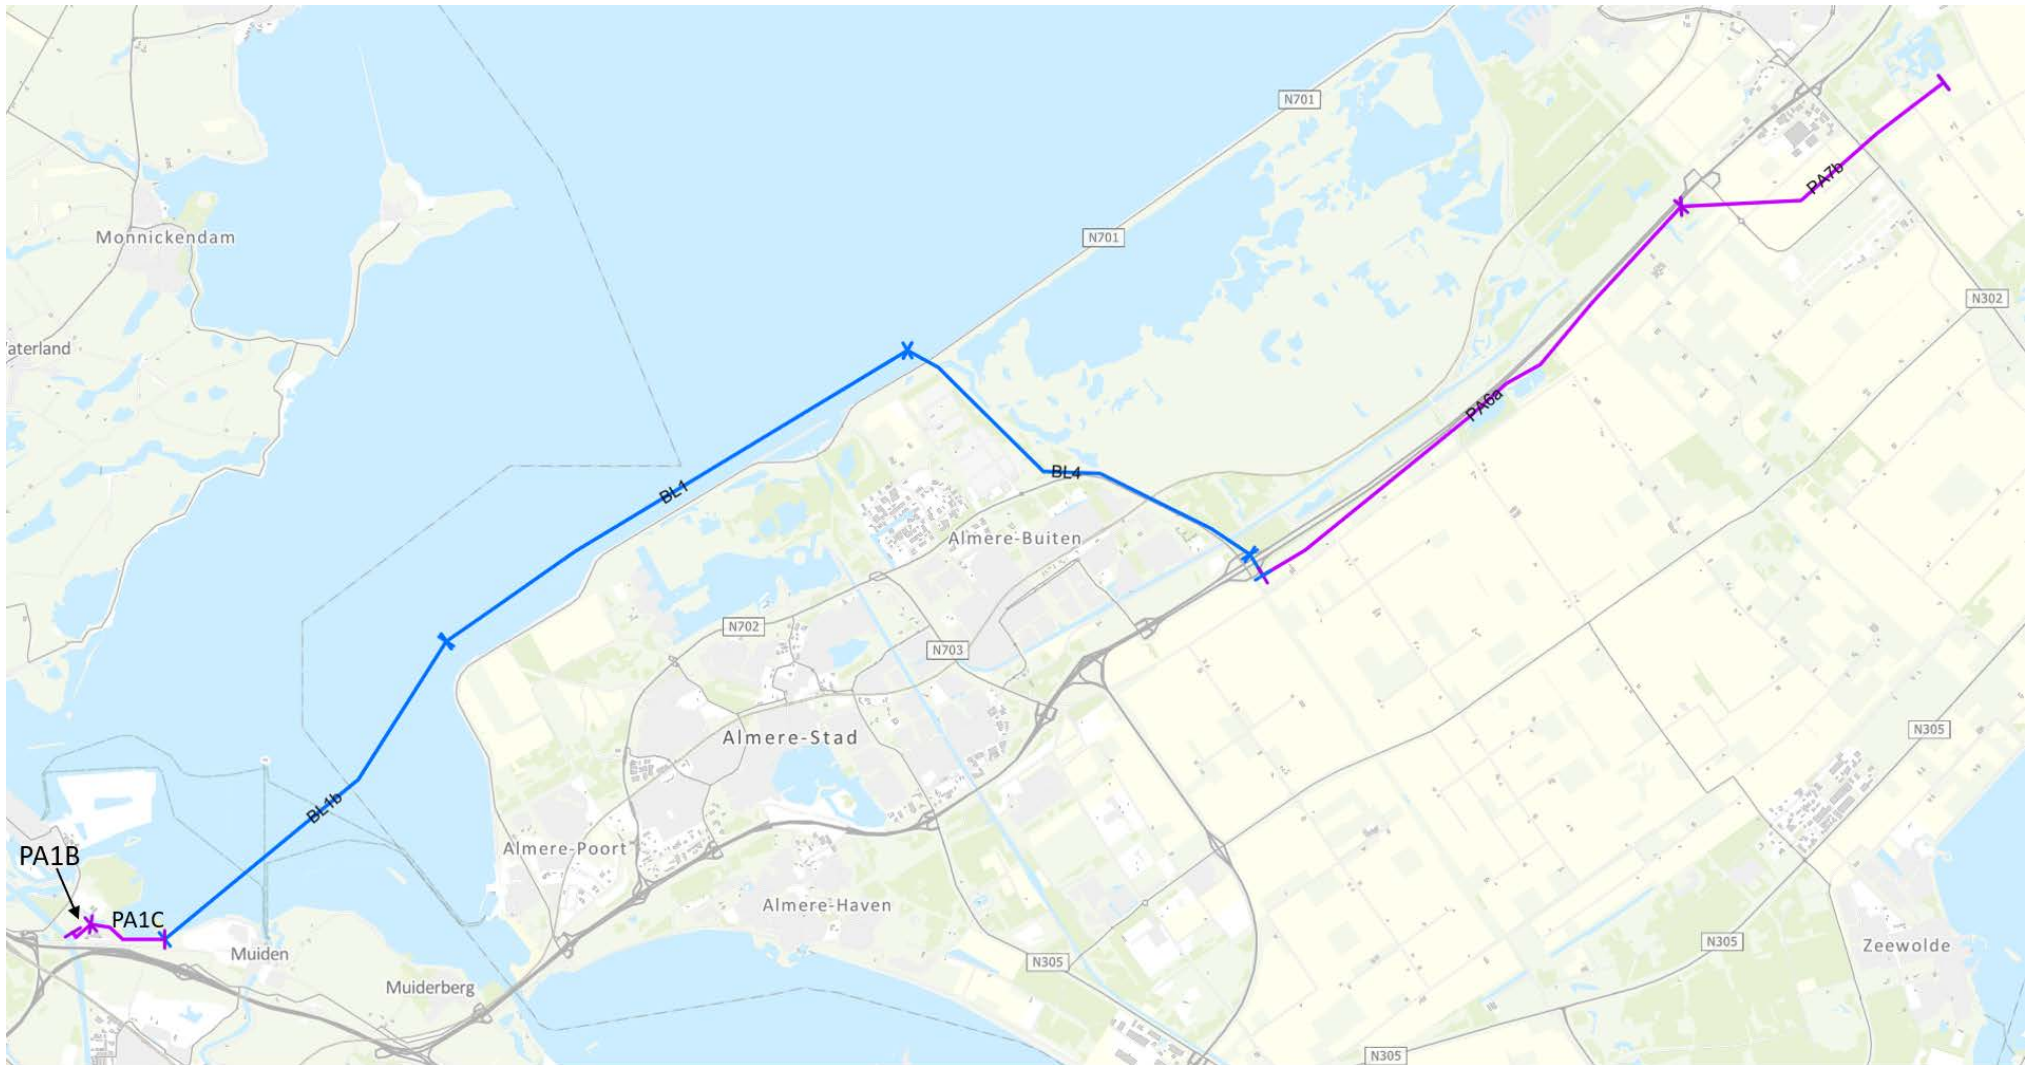 N701
PA7b
N701
Monnickendam
N302
aterland
PA6a
BL4
BL1
Almere-Buiten
N702
N703
N305
Almere-Stad
BL1b
Almere-Poort
PA1B
Almere-Haven
PA1C
Muiden
N305
Zeewolde
N305
Muiderberg
N305